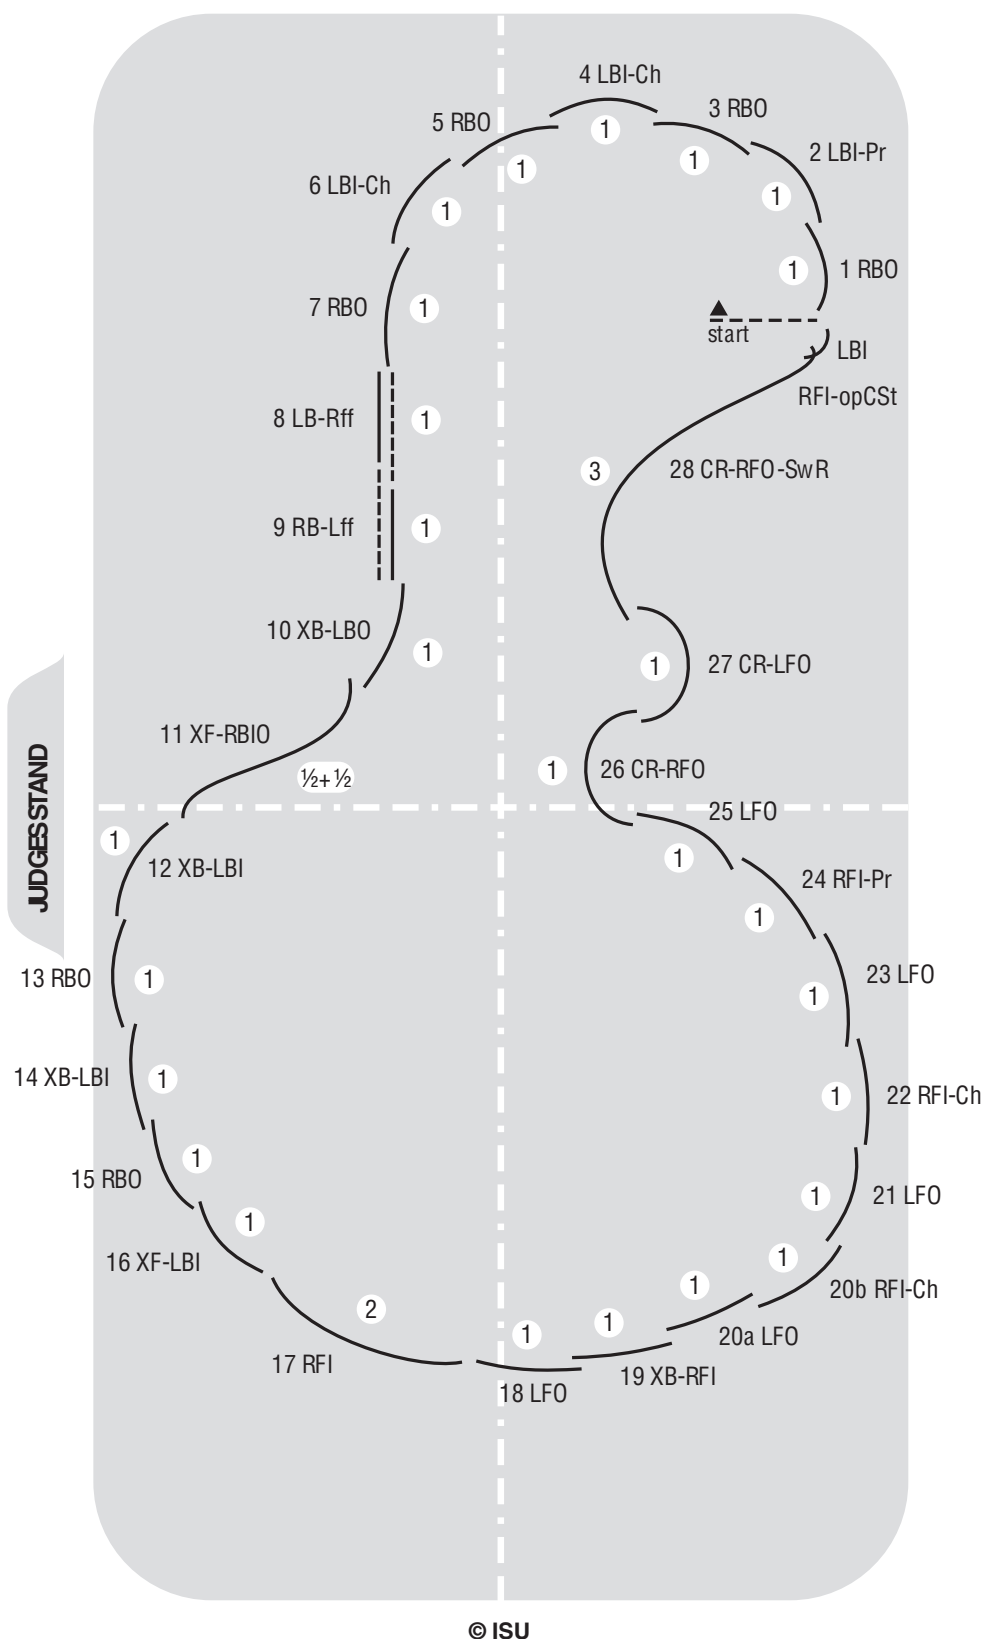 4 LBI-Ch
3 RBO
5 RBO
1
2 LBI-Pr
1
1
6 LBI-Ch
1
1
1 RBO
1
7 RBO
1
start
LBI
RFI-opCSt
8 LB-Rff
1
3
28 CR-RFO-SwR
9 RB-Lff
1
10 XB-LBO
1
1
27 CR-LFO
11 XF-RBIO
½+½
1
26 CR-RFO
25 LFO
JUDGES STAND
1
12 XB-LBI
1
24 RFI-Pr
1
13 RBO
1
1
23 LFO
14 XB-LBI
1
1
22 RFI-Ch
15 RBO
1
1
21 LFO
1
16 XF-LBI
1
20b RFI-Ch
1
2
1
1
20a LFO
17 RFI
19 XB-RFI
18 LFO
© ISU